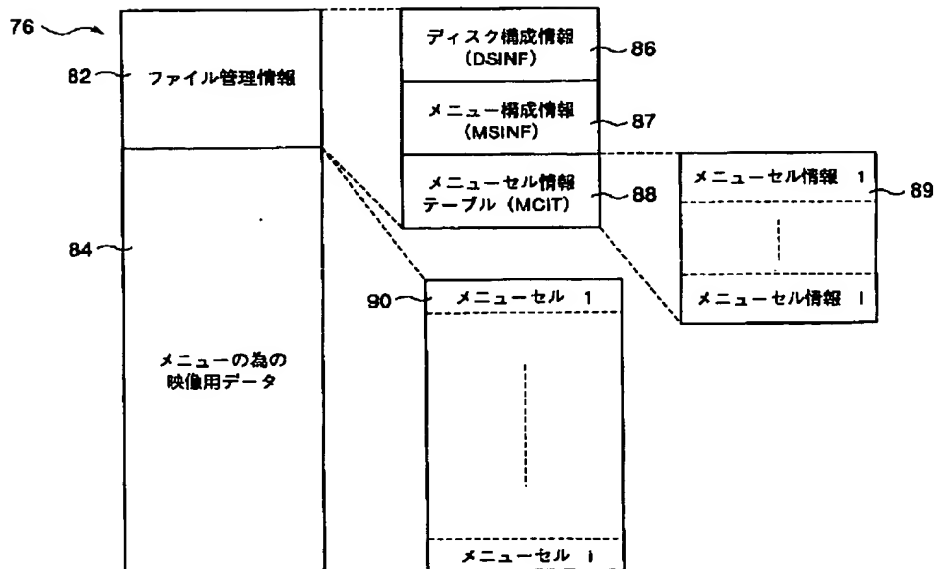 76
82
ファイル管理情報
84
メニューの為の
映像用データ
ディスク構成情報
(DSINF)
86
メニュー構成情報
(MSINF)
87
メニューセル情報
テーブル (MCIT)
88
メニューセル情報 1
89
メニューセル情報 I
90
メニューセル 1
メニューセル i